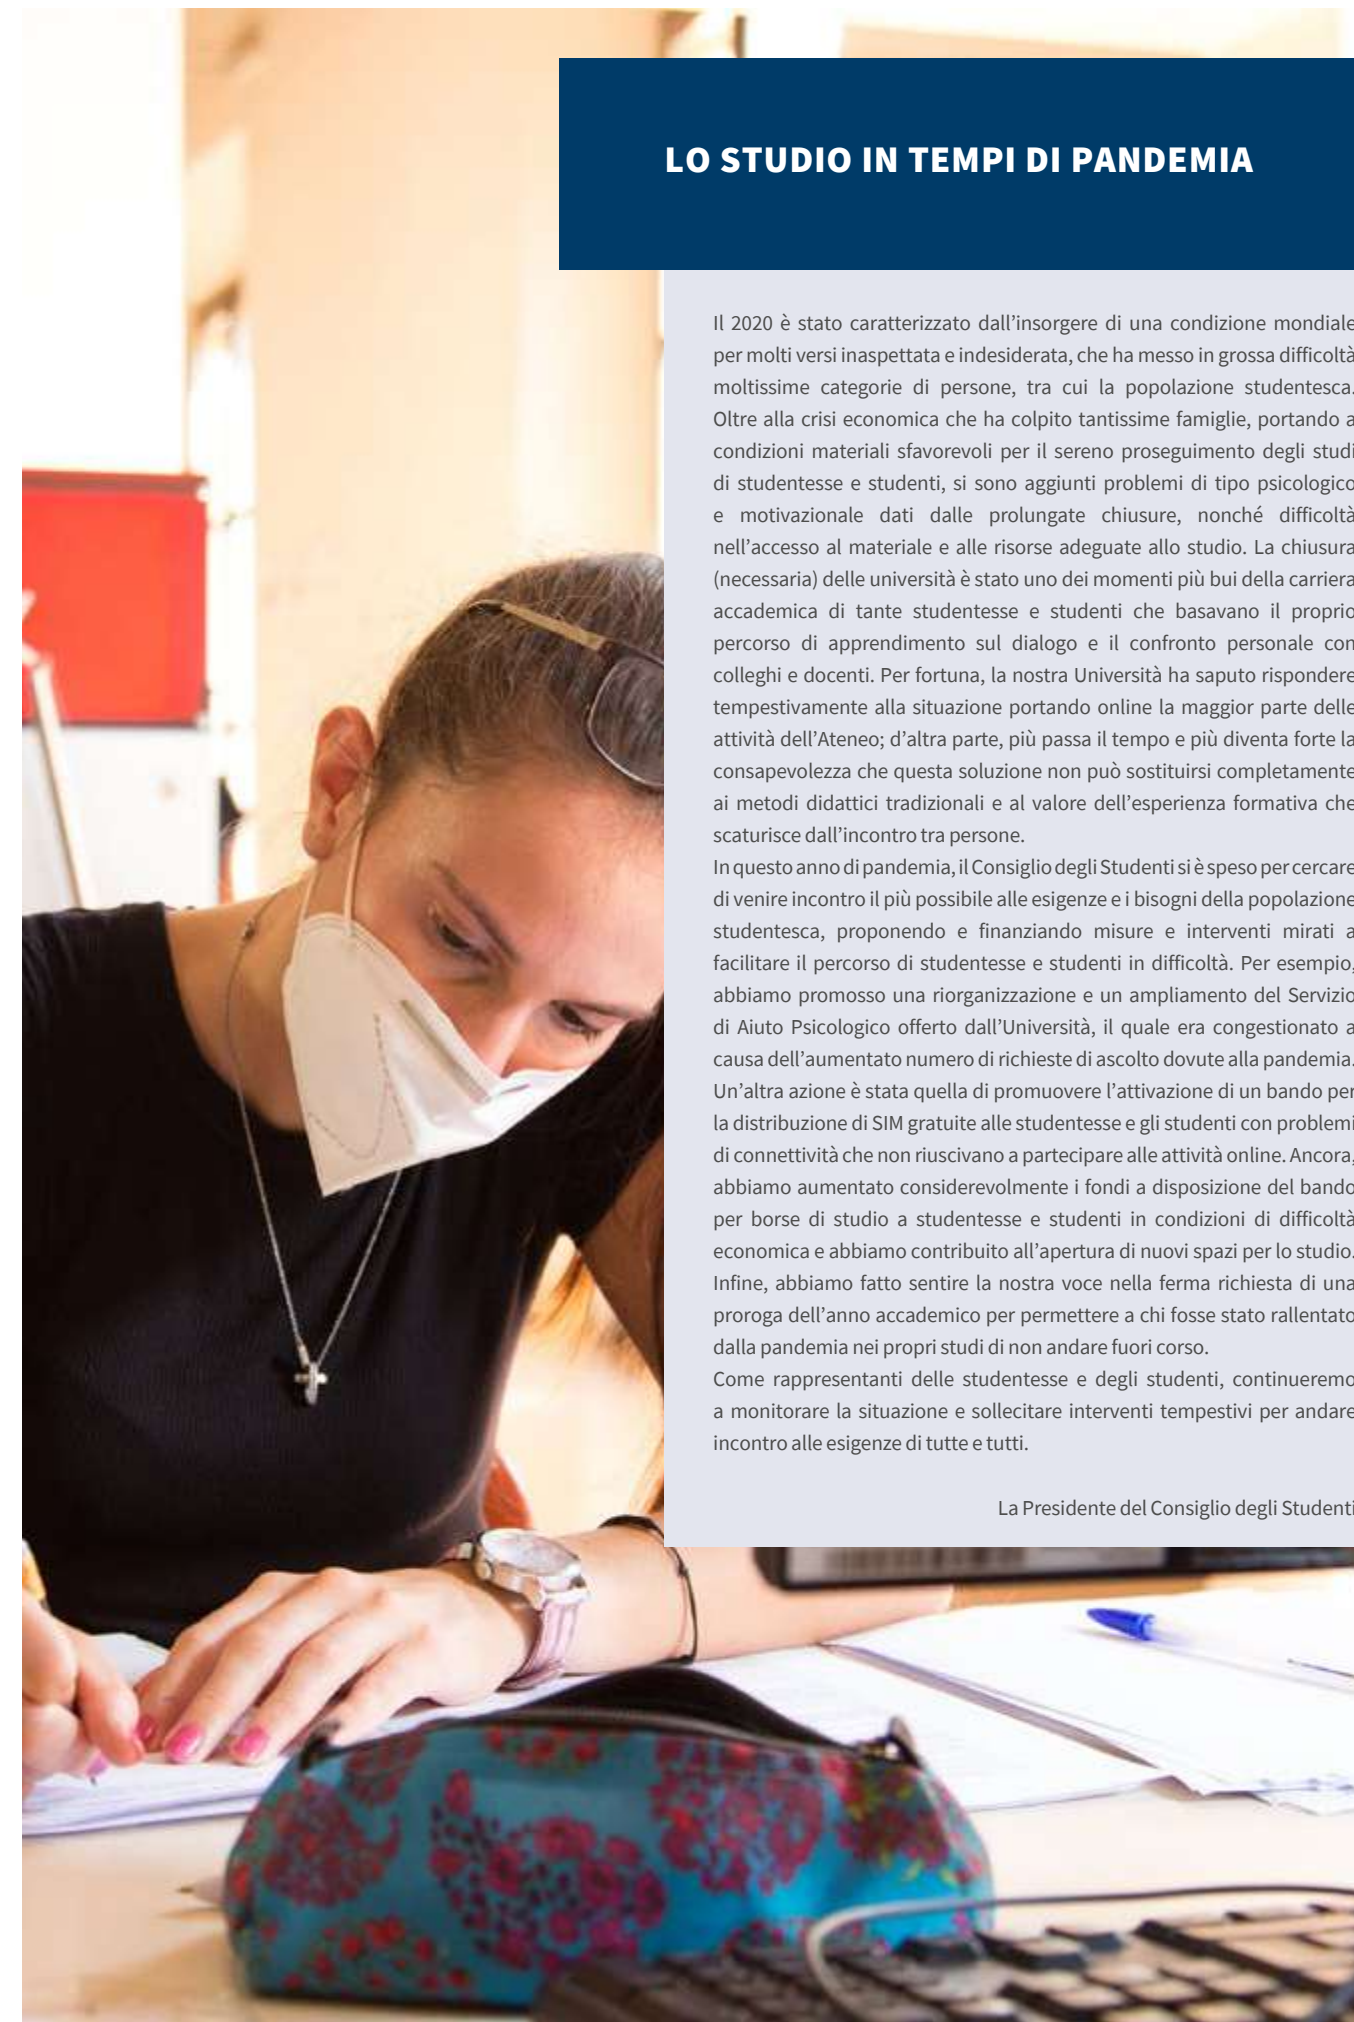 LO STUDIO IN TEMPI DI PANDEMIA
Il 2020 è stato caratterizzato dall'insorgere di una condizione mondiale
per molti versi inaspettata e indesiderata, che ha messo in grossa difficoltà
moltissime categorie di persone, tra cui la popolazione studentesca.
Oltre alla crisi economica che ha colpito tantissime famiglie, portando a
condizioni materiali sfavorevoli per il sereno proseguimento degli studi
di studentesse e studenti, si sono aggiunti problemi di tipo psicologico
e motivazionale dati dalle prolungate chiusure, nonché difficoltà
nell'accesso al materiale e alle risorse adeguate allo studio. La chiusura
(necessaria) delle università è stato uno dei momenti più bui della carriera
accademica di tante studentesse e studenti che basavano il proprio
percorso di apprendimento sul dialogo e il confronto personale con
colleghi e docenti. Per fortuna, la nostra Università ha saputo rispondere
tempestivamente alla situazione portando online la maggior parte delle
attività dell'Ateneo; d'altra parte, più passa il tempo e più diventa forte la
consapevolezza che questa soluzione non può sostituirsi completamente
ai metodi didattici tradizionali e al valore dell'esperienza formativa che
scaturisce dall'incontro tra persone.
In questo anno di pandemia, il Consiglio degli Studenti si è speso per cercare
di venire incontro il più possibile alle esigenze e i bisogni della popolazione
studentesca, proponendo e finanziando misure e interventi mirati a
facilitare il percorso di studentesse e studenti in difficoltà. Per esempio,
abbiamo promosso una riorganizzazione e un ampliamento del Servizio
di Aiuto Psicologico offerto dall'Università, il quale era congestionato a
causa dell'aumentato numero di richieste di ascolto dovute alla pandemia.
Un'altra azione è stata quella di promuovere l'attivazione di un bando per
la distribuzione di SIM gratuite alle studentesse e gli studenti con problemi
di connettività che non riuscivano a partecipare alle attività online. Ancora,
abbiamo aumentato considerevolmente i fondi a disposizione del bando
per borse di studio a studentesse e studenti in condizioni di difficoltà
economica e abbiamo contribuito all'apertura di nuovi spazi per lo studio.
Infine, abbiamo fatto sentire la nostra voce nella ferma richiesta di una
proroga dell'anno accademico per permettere a chi fosse stato rallentato
dalla pandemia nei propri studi di non andare fuori corso.
Come rappresentanti delle studentesse e degli studenti, continueremo
a monitorare la situazione e sollecitare interventi tempestivi per andare
incontro alle esigenze di tutte e tutti.
La Presidente del Consiglio degli Studenti